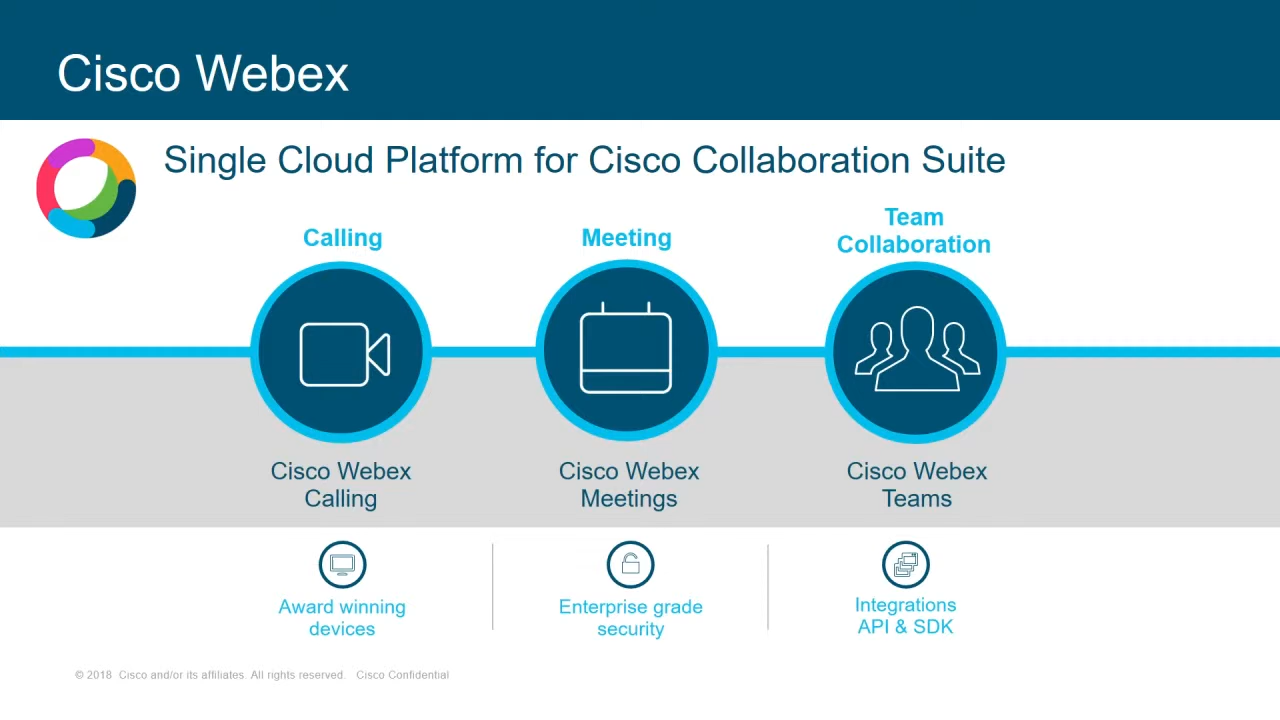 Cisco Webex
Single Cloud Platform for Cisco Collaboration Suite
Calling
Meeting
Team
Collaboration
Cisco Webex
Calling
Cisco Webex
Meetings
Cisco Webex
Teams
Award winning
devices
Enterprise grade
security
Integrations
API & SDK
© 2018 Cisco and/or its affiliates. All rights reserved. Cisco Confidential